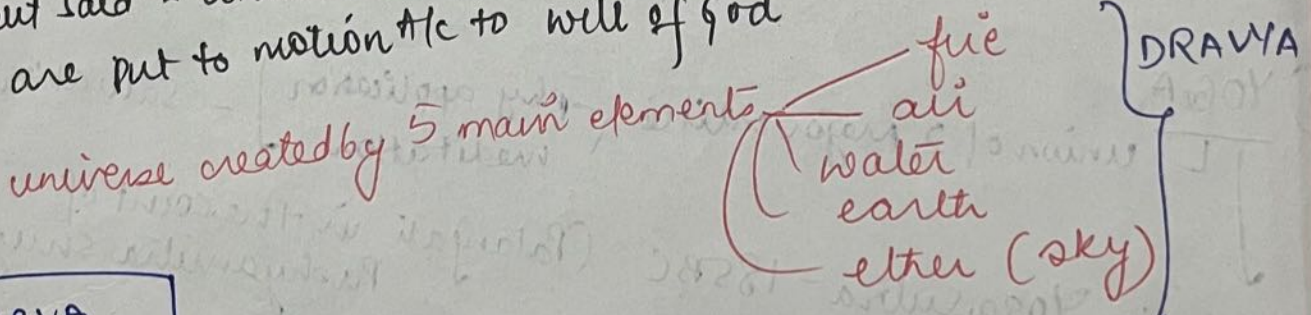 are put to motion A/c to will of god
universe created by 5 main elements
fire
air
water
earth
ether (sky)
DRAVYA